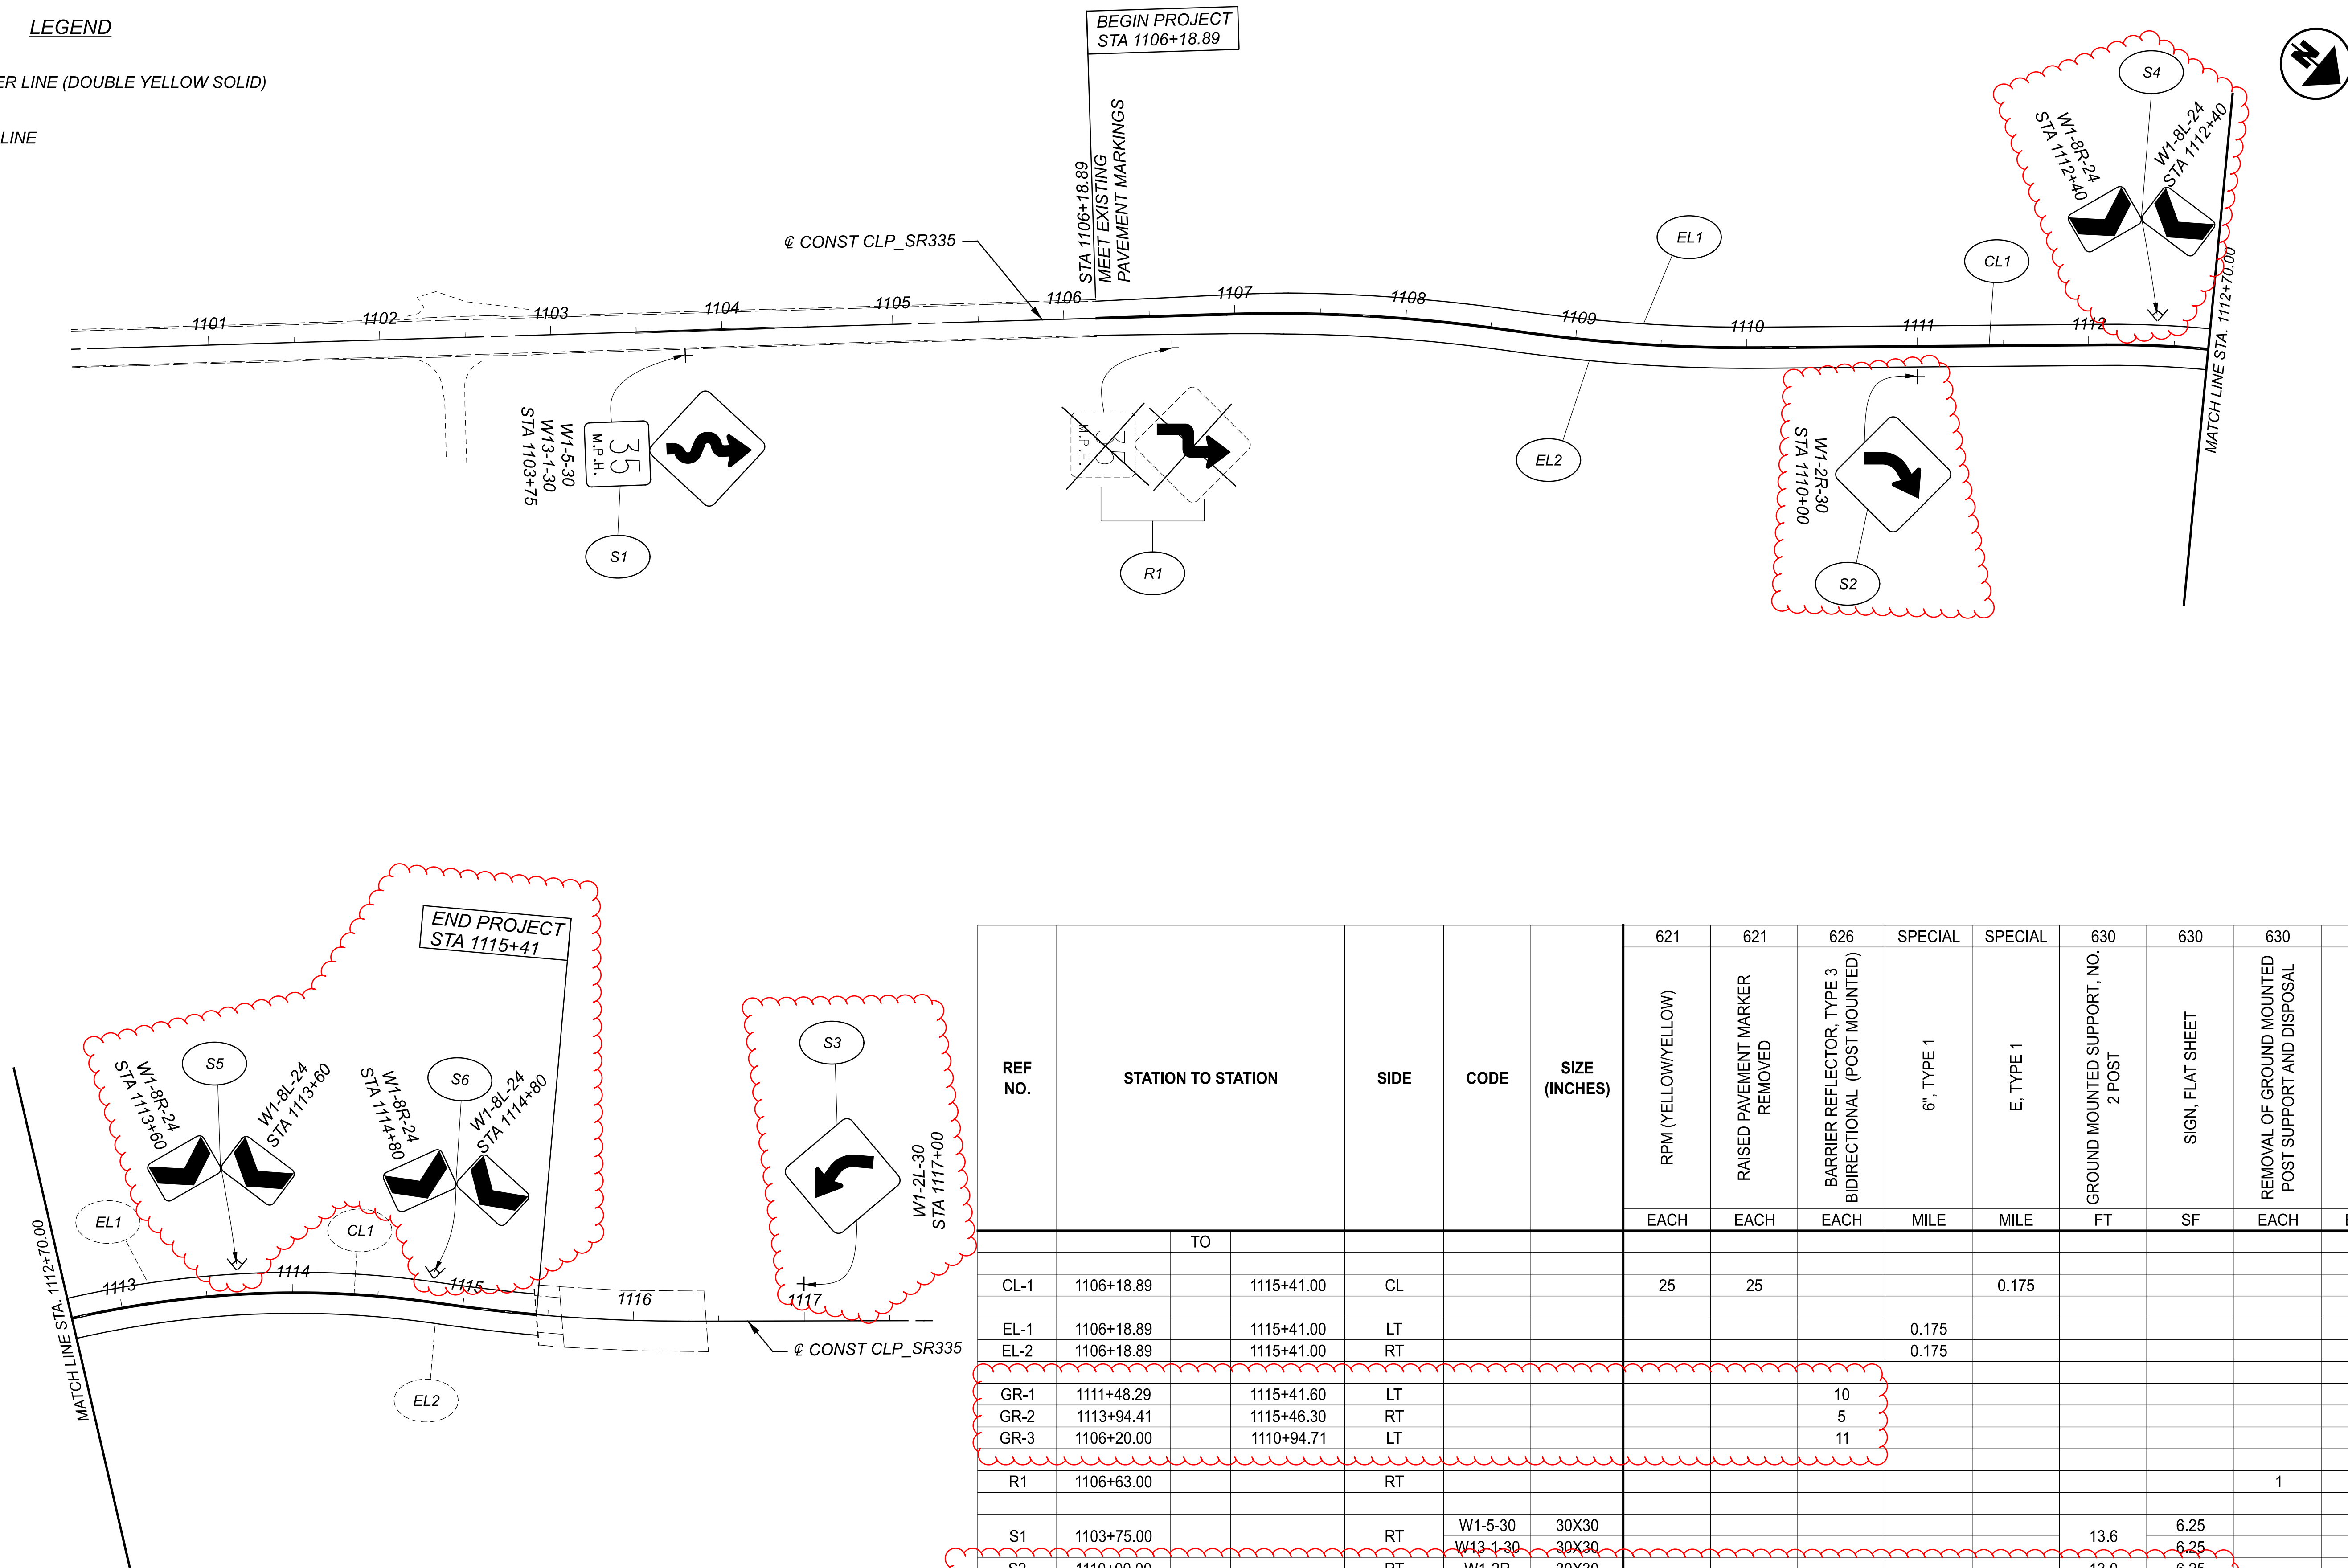 LEGEND
ER LINE (DOUBLE YELLOW SOLID)
LINE
BEGIN PROJECT
STA 1106+18.89
STA 1106+18.89
MEET EXISTING
PAVEMENT MARKINGS
℄ CONST CLP_SR335
N
S4
W1-8R-24
STA 1112+40
W1-8L-24
STA 1112+40
EL1
CL1
1101
1102
1103
1104
1105
1106
1107
1108
1109
1110
1111
1112
MATCH LINE STA. 1112+70.00
W1-5-30
W13-1-30
STA 1103+75
35
M.P.H.
S1
35
M.P.H.
R1
EL2
W1-2R-30
STA 1110+00
S2
END PROJECT
STA 1115+41
S5
W1-8R-24
STA 1113+60
W1-8L-24
STA 1113+60
S6
W1-8R-24
STA 1114+80
W1-8L-24
STA 1114+80
S3
W1-2L-30
STA 1117+00
EL1
CL1
1113
1114
1115
1116
1117
℄ CONST CLP_SR335
EL2
MATCH LINE STA. 1112+70.00
621 621 626 SPECIAL SPECIAL 630 630 630
REF NO. STATION TO STATION SIDE CODE SIZE (INCHES)
RPM (YELLOW/YELLOW)
RAISED PAVEMENT MARKER REMOVED
BARRIER REFLECTOR, TYPE 3 BIDIRECTIONAL (POST MOUNTED)
6", TYPE 1
E, TYPE 1
GROUND MOUNTED SUPPORT, NO. 2 POST
SIGN, FLAT SHEET
REMOVAL OF GROUND MOUNTED POST SUPPORT AND DISPOSAL
EACH EACH EACH MILE MILE FT SF EACH
TO
CL-1 1106+18.89 1115+41.00 CL 25 25 0.175
EL-1 1106+18.89 1115+41.00 LT 0.175
EL-2 1106+18.89 1115+41.00 RT 0.175
GR-1 1111+48.29 1115+41.60 LT 10
GR-2 1113+94.41 1115+46.30 RT 5
GR-3 1106+20.00 1110+94.71 LT 11
R1 1106+63.00 RT 1
S1 1103+75.00 RT W1-5-30 30X30 13.6 6.25
W13-1-30 30X30 6.25